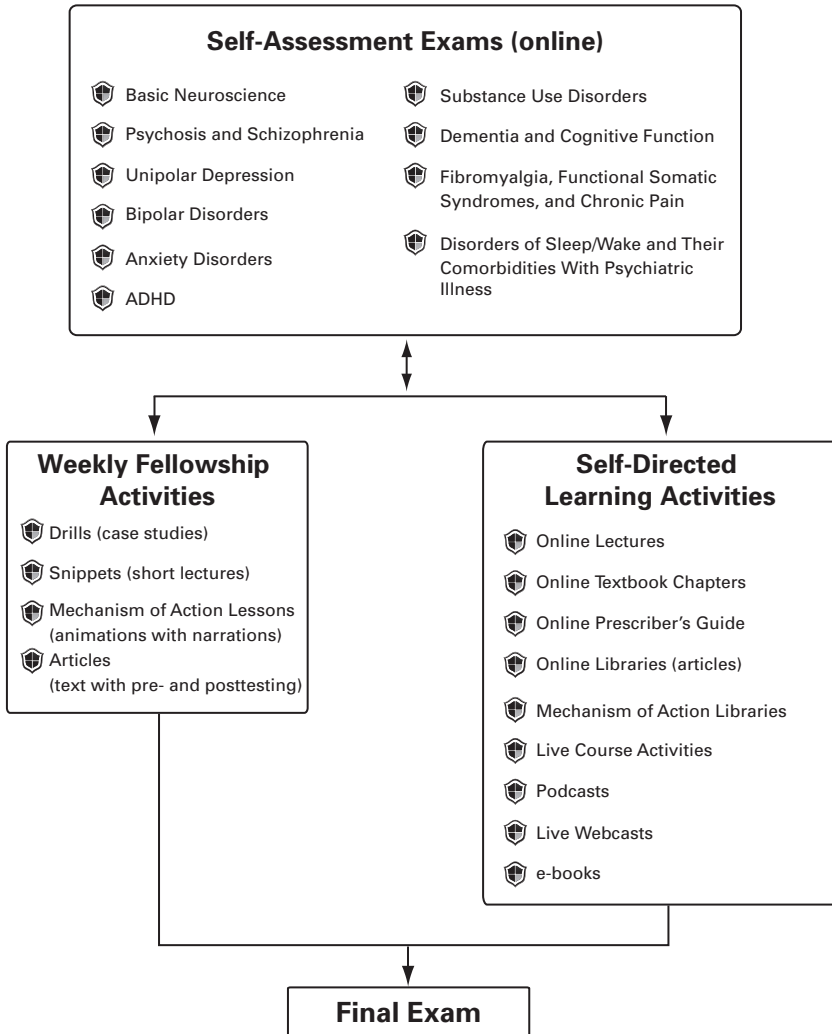 Self-Assessment Exams (online)
Basic Neuroscience
Psychosis and Schizophrenia
Unipolar Depression
Bipolar Disorders
Anxiety Disorders
ADHD
Substance Use Disorders
Dementia and Cognitive Function
Fibromyalgia, Functional Somatic
Syndromes, and Chronic Pain
Disorders of Sleep/Wake and Their
Comorbidities With Psychiatric
Illness
Weekly Fellowship
Activities
Drills (case studies)
Snippets (short lectures)
Mechanism of Action Lessons
(animations with narrations)
Articles
(text with pre- and posttesting)
Self-Directed
Learning Activities
Online Lectures
Online Textbook Chapters
Online Prescriber's Guide
Online Libraries (articles)
Mechanism of Action Libraries
Live Course Activities
Podcasts
Live Webcasts
e-books
Final Exam